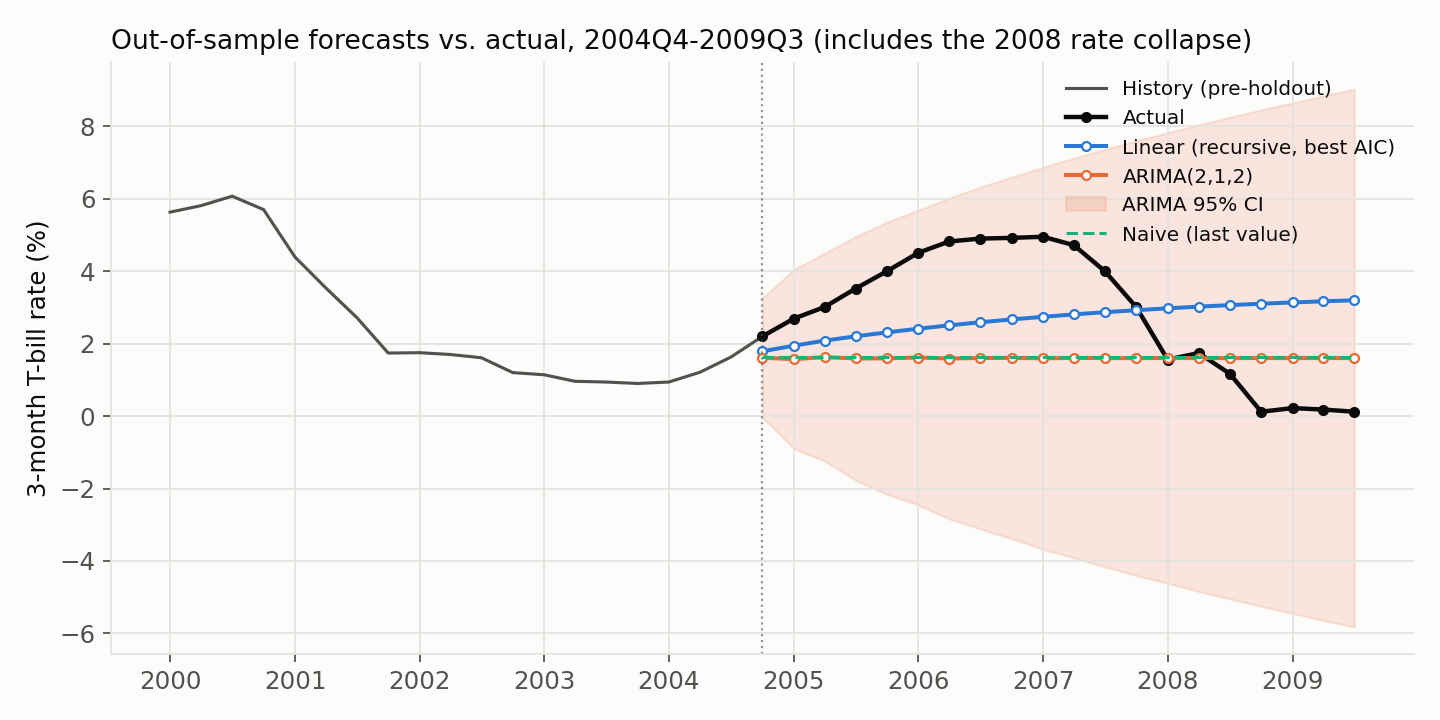 Out-of-sample forecasts vs. actual, 2004Q4-2009Q3 (includes the 2008 rate collapse)
History (pre-holdout)
Actual
Linear (recursive, best AIC)
ARIMA(2,1,2)
ARIMA 95% CI
Naive (last value)
3-month T-bill rate (%)
8
6
4
2
0
−2
−4
−6
2000 2001 2002 2003 2004 2005 2006 2007 2008 2009